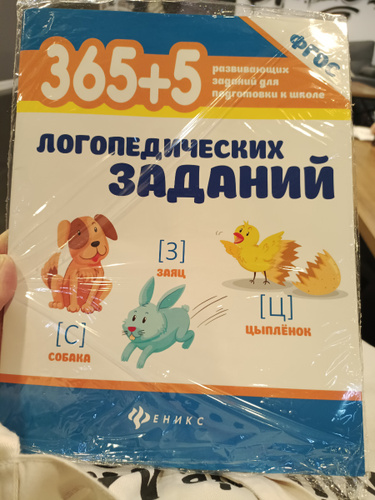 ФГОС
365+5
развивающих
заданий для
подготовки к школе
ЛОГОПЕДИЧЕСКИХ
ЗАДАНИЙ
[З]
ЗАЯЦ
[Ц]
ЦЫПЛЁНОК
[С]
СОБАКА
ФЕНИКС